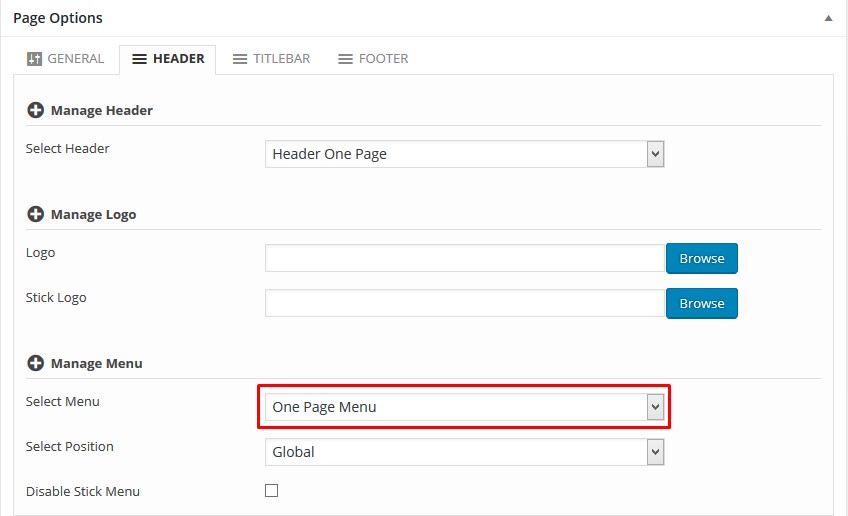 Page Options
GENERAL HEADER TITLEBAR FOOTER
Manage Header
Select Header Header One Page
Manage Logo
Logo Browse
Stick Logo Browse
Manage Menu
Select Menu One Page Menu
Select Position Global
Disable Stick Menu